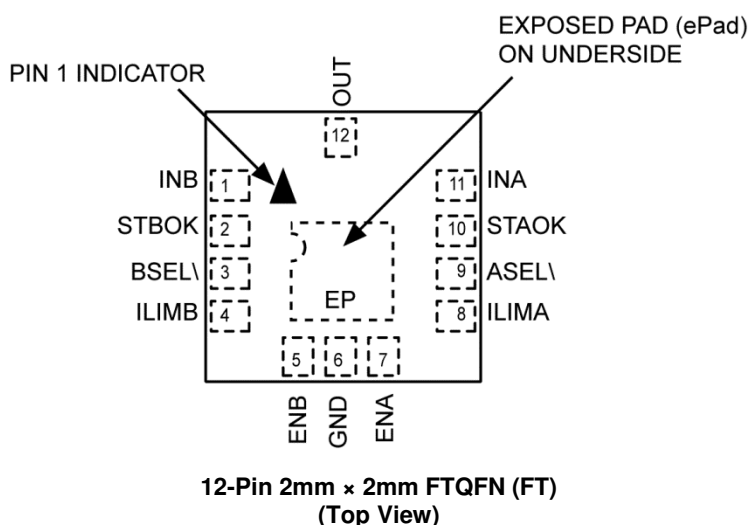 EXPOSED PAD (ePad)
ON UNDERSIDE
PIN 1 INDICATOR
OUT
12
INB 1
11 INA
STBOK 2
10 STAOK
BSEL\ 3
9 ASEL\
ILIMB 4
EP
8 ILIMA
5 6 7
ENB
GND
ENA
12-Pin 2mm × 2mm FTQFN (FT)
(Top View)